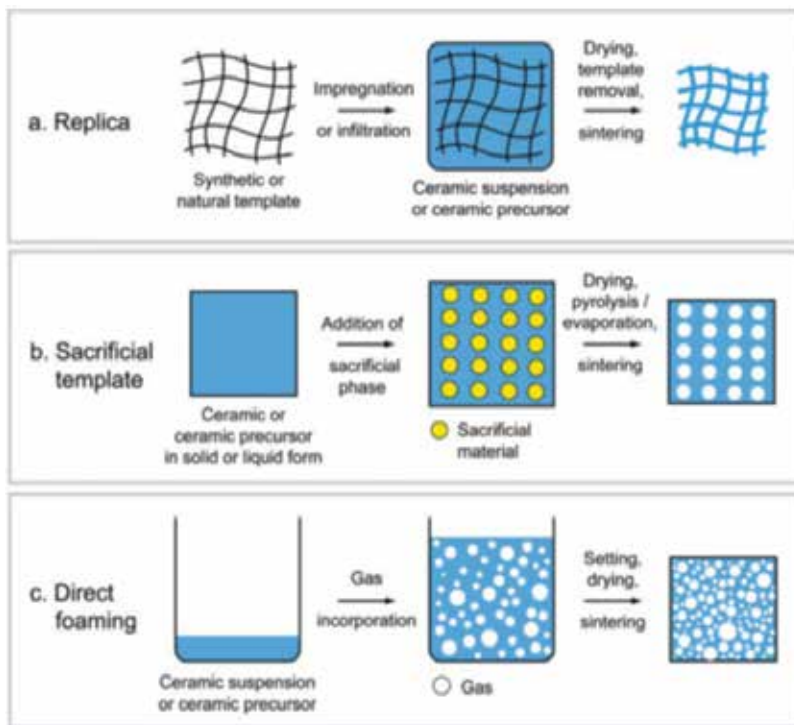 a. Replica
Synthetic or
natural template
Impregnation
or infiltration
Ceramic suspension
or ceramic precursor
Drying,
template
removal,
sintering
b. Sacrificial
template
Ceramic or
ceramic precursor
in solid or liquid form
Addition of
sacrificial
phase
Sacrificial
material
Drying,
pyrolysis /
evaporation,
sintering
c. Direct
foaming
Ceramic suspension
or ceramic precursor
Gas
incorporation
Gas
Setting,
drying,
sintering